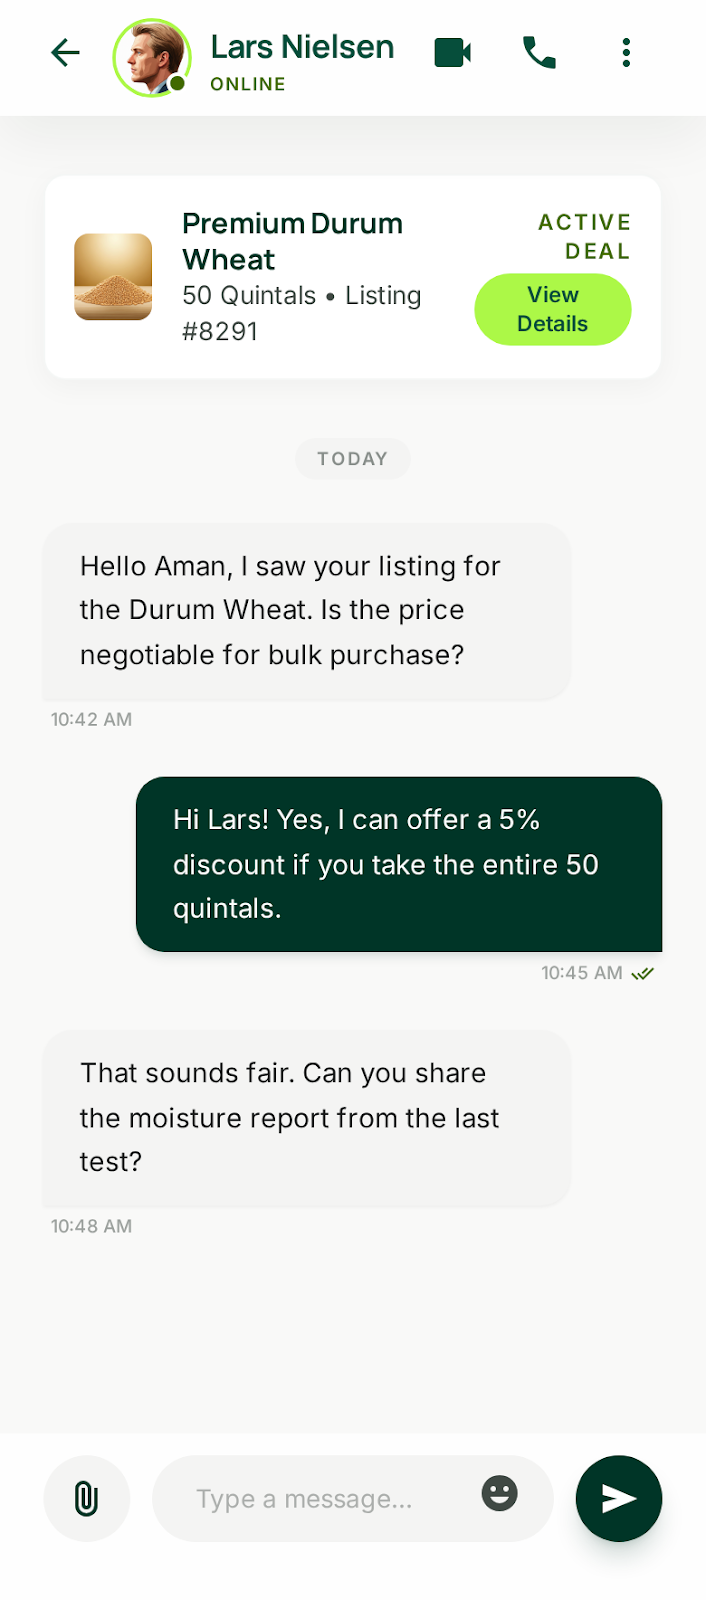 Lars Nielsen
ONLINE
Premium Durum
Wheat
50 Quintals • Listing
#8291
ACTIVE
DEAL
View
Details
TODAY
Hello Aman, I saw your listing for
the Durum Wheat. Is the price
negotiable for bulk purchase?
10:42 AM
Hi Lars! Yes, I can offer a 5%
discount if you take the entire 50
quintals.
10:45 AM
That sounds fair. Can you share
the moisture report from the last
test?
10:48 AM
Type a message...